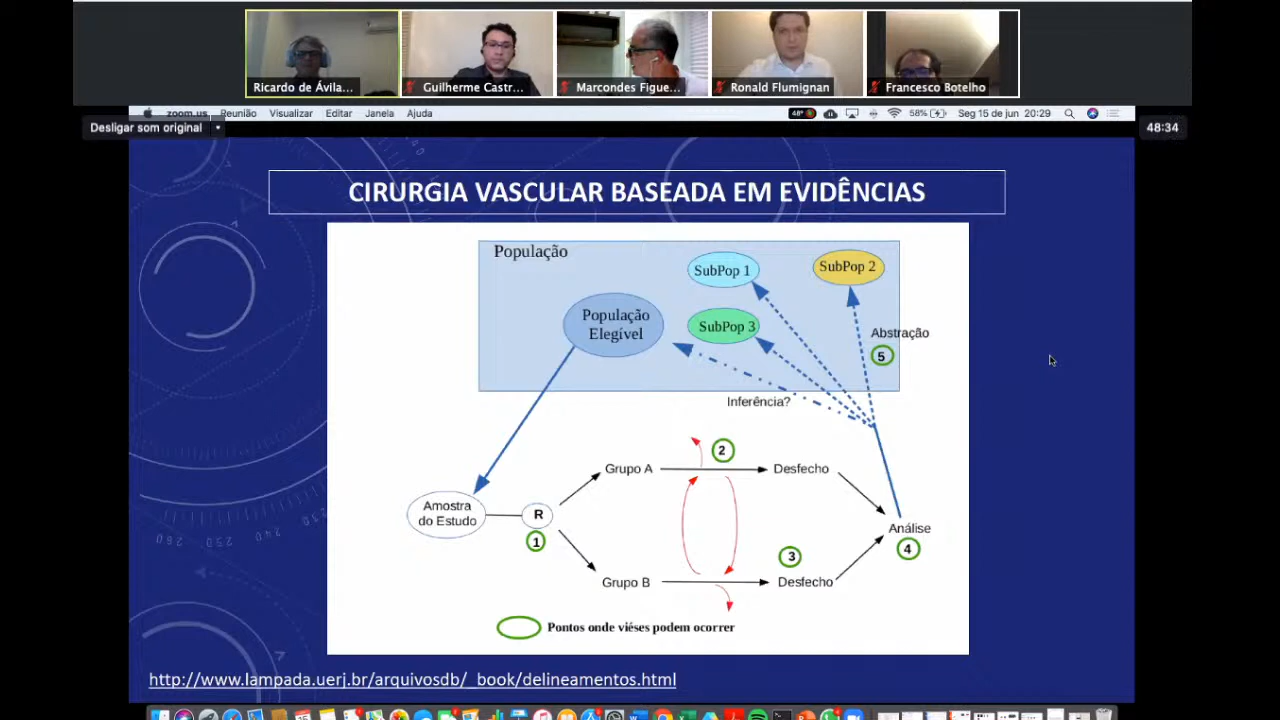 Ricardo de Ávila...
Guilherme Castr...
Marcondes Figue...
Ronald Flumignan
Francesco Botelho
zoom.us Reunião Visualizar Editar Janela Ajuda
48° 58% Seg 15 de jun 20:29
Desligar som original
48:34
CIRURGIA VASCULAR BASEADA EM EVIDÊNCIAS
População
SubPop 1
SubPop 2
População
Elegível
SubPop 3
Abstração
5
Inferência?
2
Grupo A
Desfecho
Amostra
do Estudo
R
1
Análise
4
3
Grupo B
Desfecho
Pontos onde viéses podem ocorrer
http://www.lampada.uerj.br/arquivosdb/_book/delineamentos.html